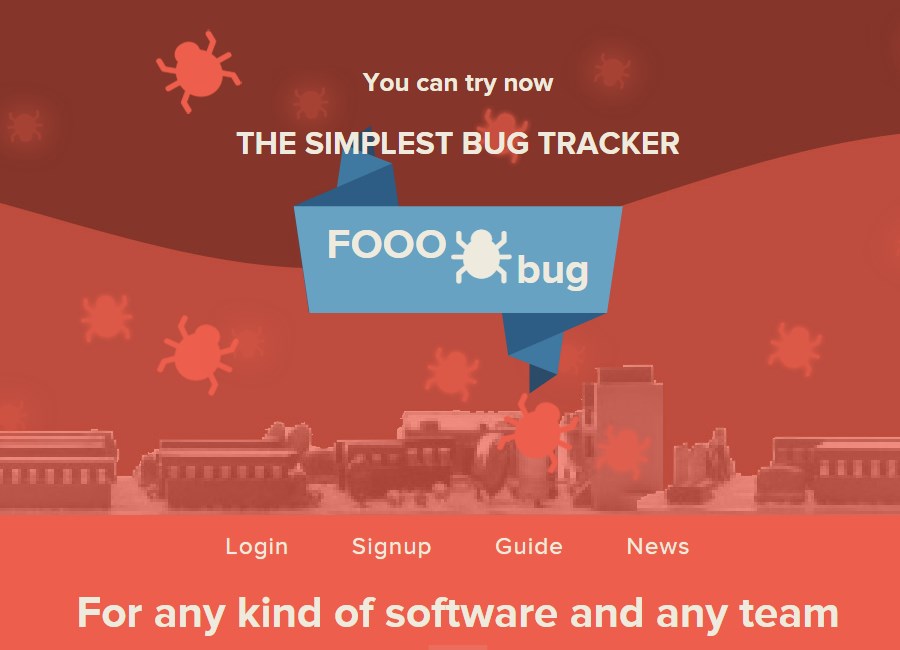 You can try now
THE SIMPLEST BUG TRACKER
FOOO bug
Login Signup Guide News
For any kind of software and any team